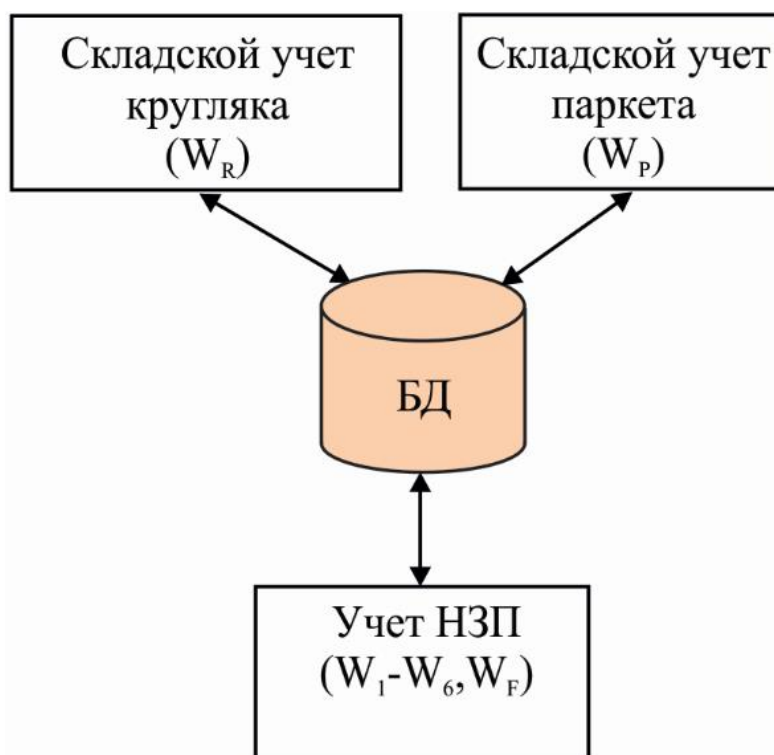 Складской учет
кругляка
(W_R)
Складской учет
паркета
(W_P)
БД
Учет НЗП
(W_1-W_6,W_F)